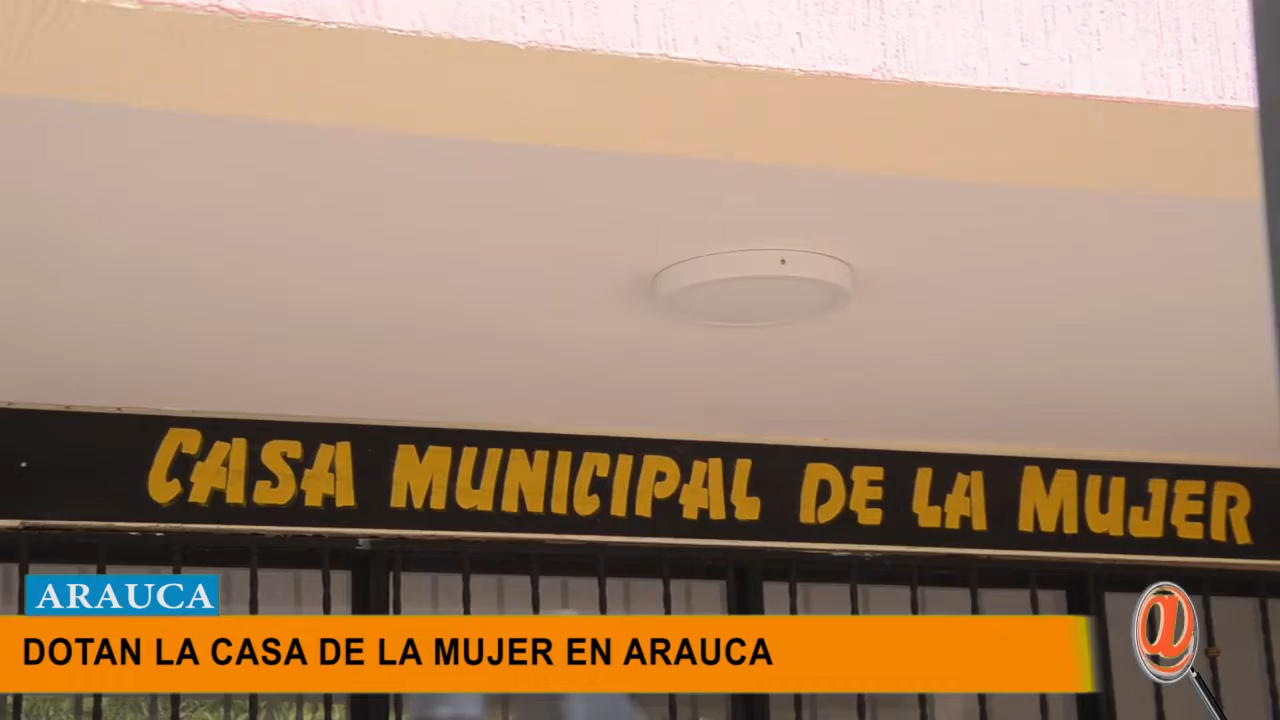 CASA MUNICIPAL DE LA MUJER
ARAUCA
DOTAN LA CASA DE LA MUJER EN ARAUCA
@